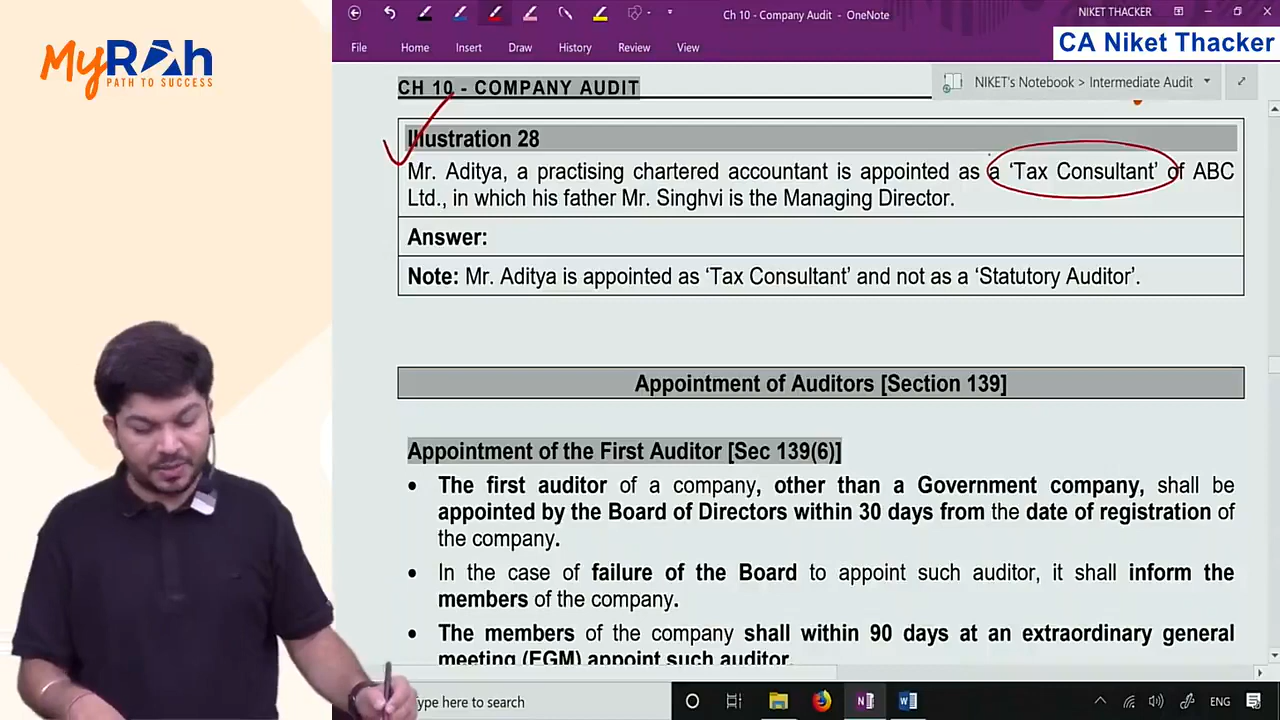 MyRAh
PATH TO SUCCESS
Ch 10 - Company Audit - OneNote
NIKET THACKER
File Home Insert Draw History Review View
CA Niket Thacker
CH 10 - COMPANY AUDIT
NIKET's Notebook > Intermediate Audit
Illustration 28
Mr. Aditya, a practising chartered accountant is appointed as a ‘Tax Consultant’ of ABC
Ltd., in which his father Mr. Singhvi is the Managing Director.
Answer:
Note: Mr. Aditya is appointed as ‘Tax Consultant’ and not as a ‘Statutory Auditor’.
Appointment of Auditors [Section 139]
Appointment of the First Auditor [Sec 139(6)]
• The first auditor of a company, other than a Government company, shall be
appointed by the Board of Directors within 30 days from the date of registration of
the company.
• In the case of failure of the Board to appoint such auditor, it shall inform the
members of the company.
• The members of the company shall within 90 days at an extraordinary general
meeting (EGM) appoint such auditor.
ype here to search
ENG